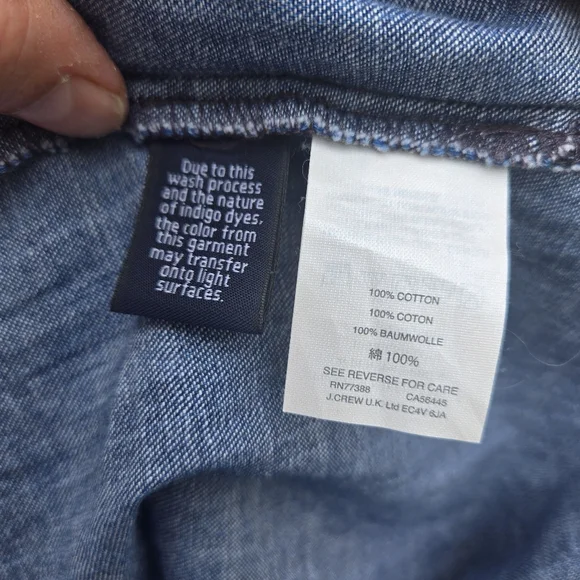 Due to this
wash process
and the nature
of indigo dyes,
the color from
this garment
may transfer
onto light
surfaces.
100% COTTON
100% COTON
100% BAUMWOLLE
綿 100%
SEE REVERSE FOR CARE
RN77388 CA56445
J.CREW U.K. Ltd EC4V 6JA